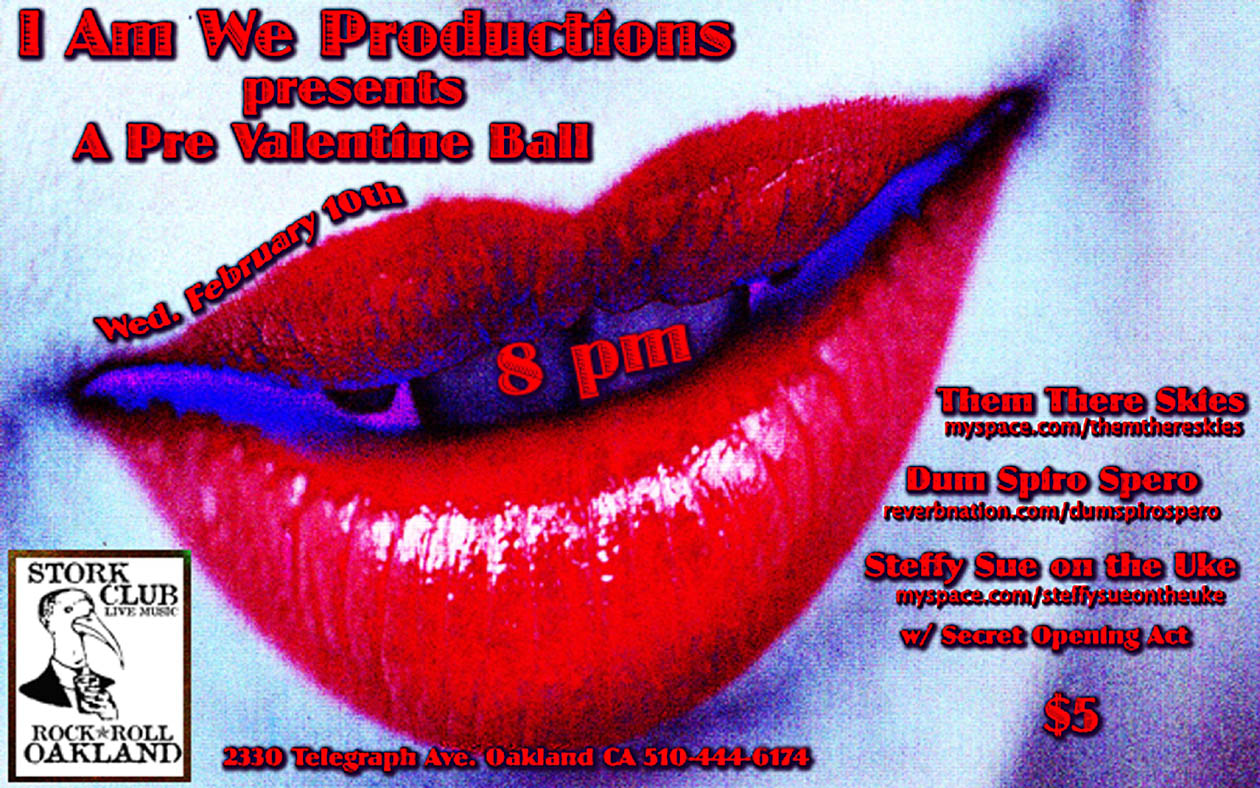 I Am We Productions
presents
A Pre Valentine Ball
Wed. February 10th
8 pm
Them There Skies
myspace.com/themthereskies
Dum Spiro Spero
reverbnation.com/dumspirospero
Steffy Sue on the Uke
myspace.com/steffysueontheuke
w/ Secret Opening Act
$5
STORK
CLUB
LIVE MUSIC
ROCK★ROLL
OAKLAND
2330 Telegraph Ave. Oakland CA 510-444-6174